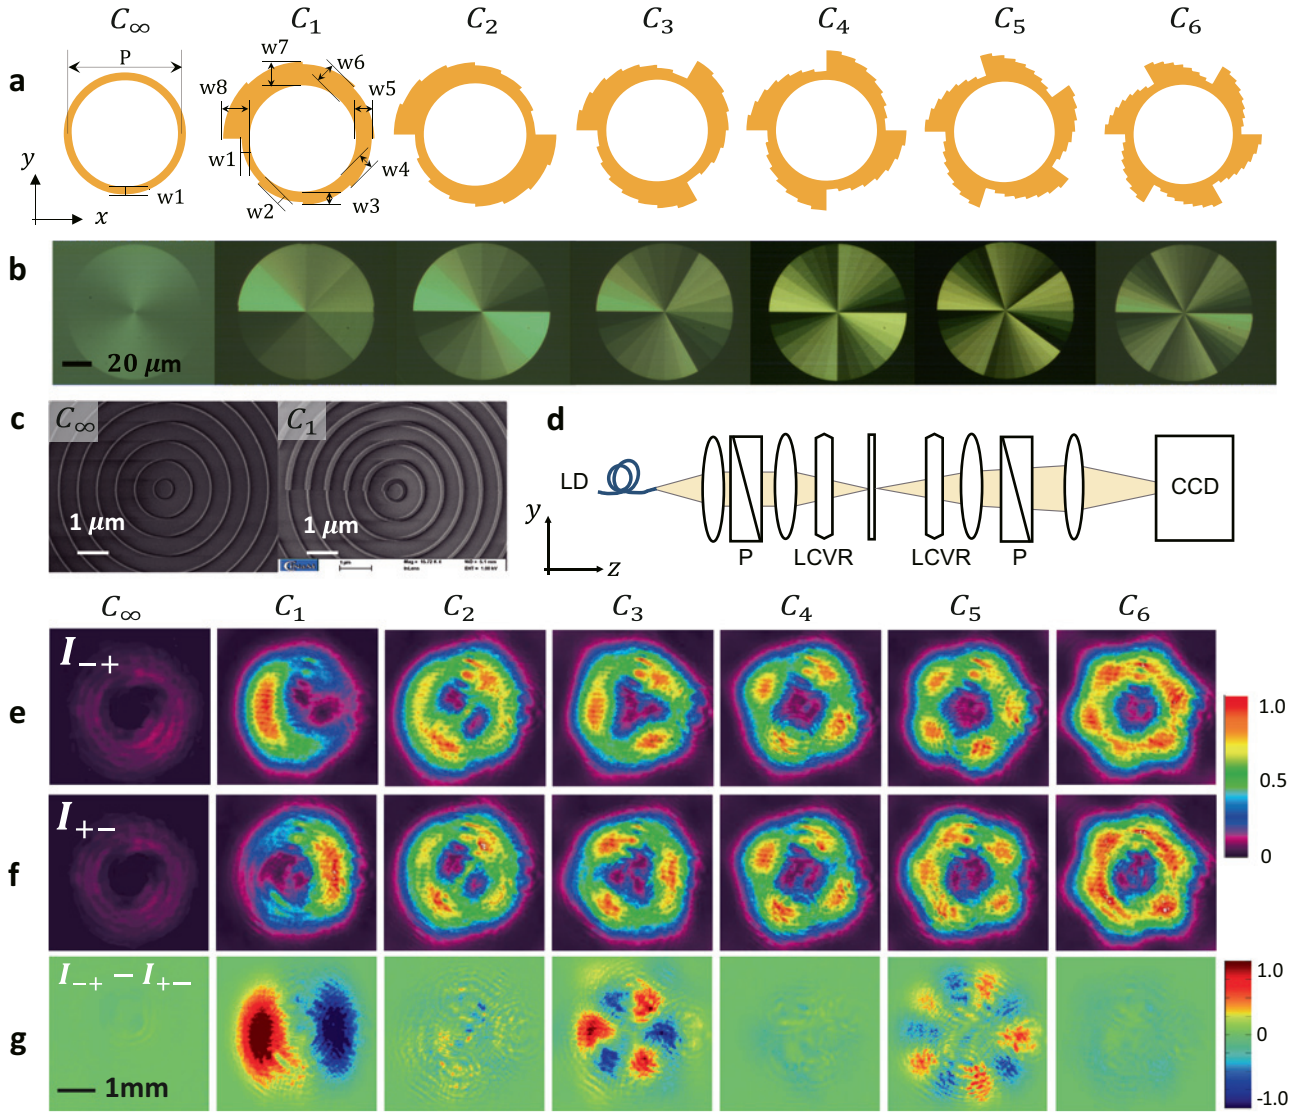 C∞ C1 C2 C3 C4 C5 C6
a
P
w7
w6
w8
w5
w1
w4
w2
w3
w1
y
x
b
20 μm
c
C∞
C1
1 μm
1 μm
1μm
d
LD
P
LCVR
LCVR
P
CCD
y
z
C∞ C1 C2 C3 C4 C5 C6
e
I−+
1.0
0.5
0
f
I+−
g
I−+ − I+−
1mm
1.0
0
-1.0